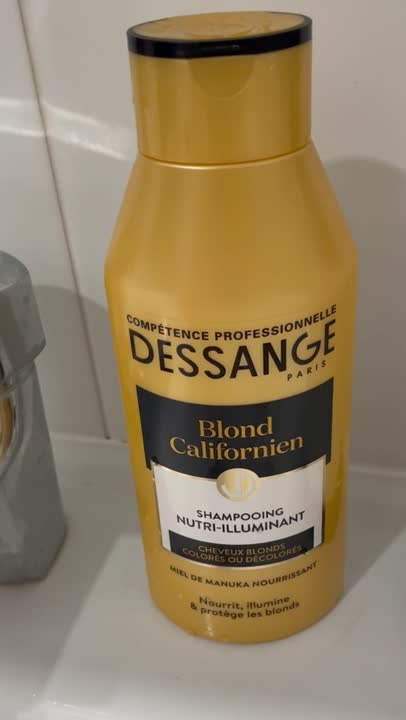 COMPÉTENCE PROFESSIONNELLE
DESSANGE
PARIS
Blond
Californien
SHAMPOOING
NUTRI-ILLUMINANT
CHEVEUX BLONDS
COLORÉS OU DÉCOLORÉS
MIEL DE MANUKA NOURRISSANT
Nourrit, illumine
& protège les blonds